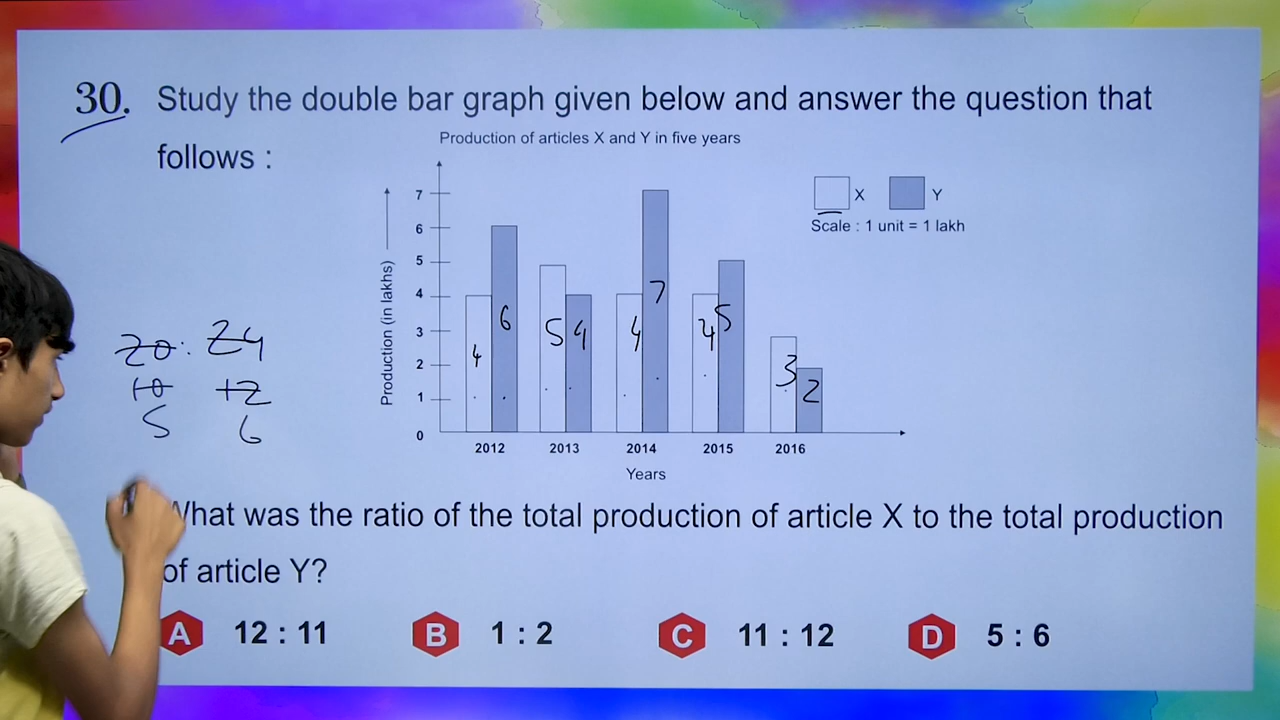 30. Study the double bar graph given below and answer the question that
follows :
Production of articles X and Y in five years
X Y
Scale : 1 unit = 1 lakh
Production (in lakhs)
7
6
5
4
3
2
1
0
4 6 5 4 4 7 4 5 3 2
2012 2013 2014 2015 2016
Years
20 : 24
10 12
5 6
What was the ratio of the total production of article X to the total production
of article Y?
A 12 : 11 B 1 : 2 C 11 : 12 D 5 : 6